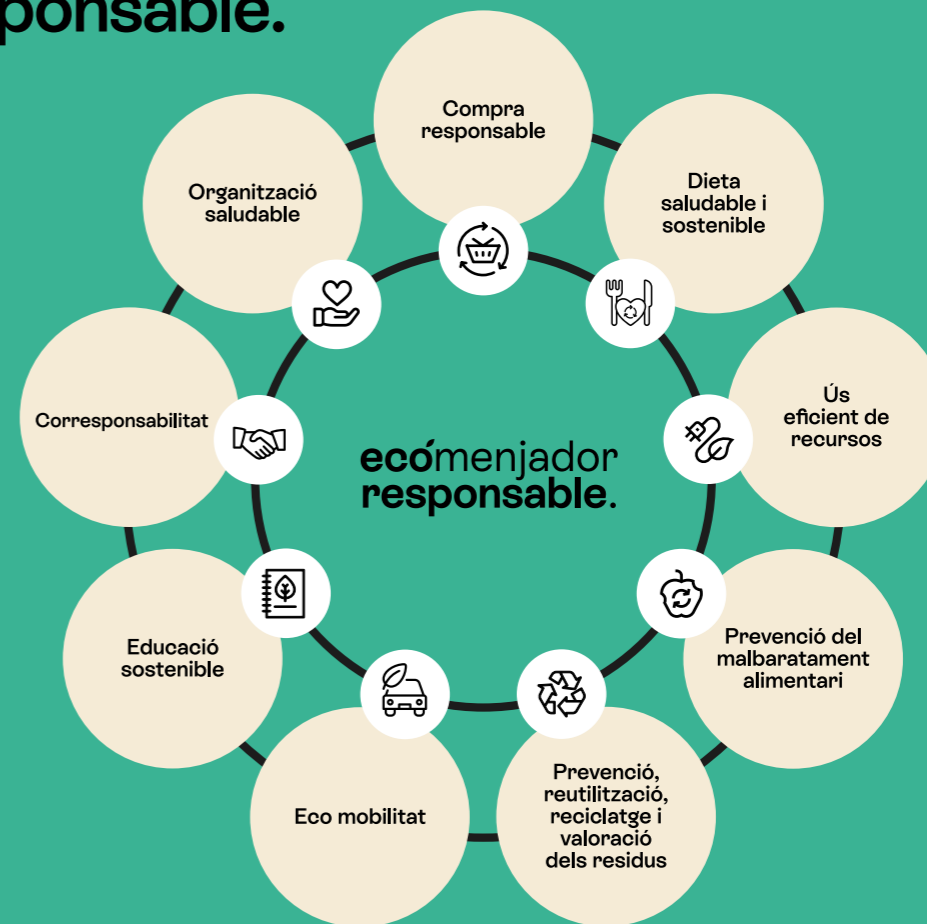 ponsable.
Compra
responsable
Dieta
saludable i
sostenible
Ús
eficient de
recursos
Prevenció del
malbaratament
alimentari
Prevenció,
reutilització,
reciclatge i
valoració
dels residus
Eco mobilitat
Educació
sostenible
Corresponsabilitat
Organització
saludable
ecómenjador
responsable.